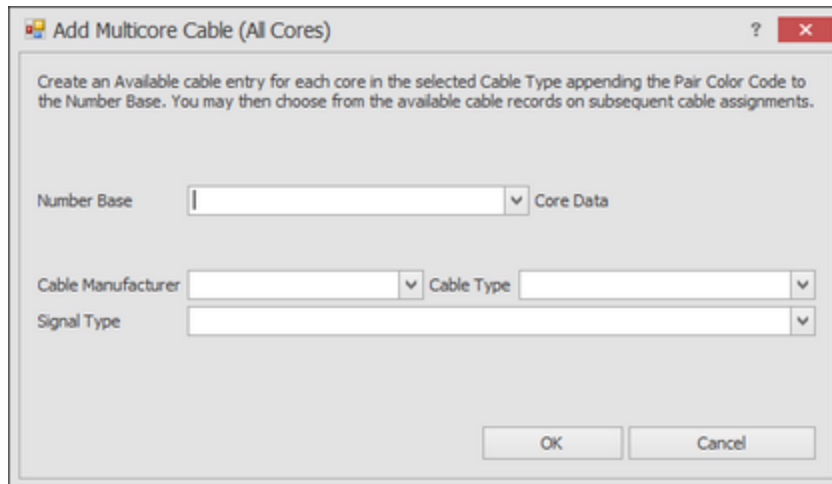 Add Multicore Cable (All Cores)
?
Create an Available cable entry for each core in the selected Cable Type appending the Pair Color Code to
the Number Base. You may then choose from the available cable records on subsequent cable assignments.
Number Base
Core Data
Cable Manufacturer
Cable Type
Signal Type
OK
Cancel